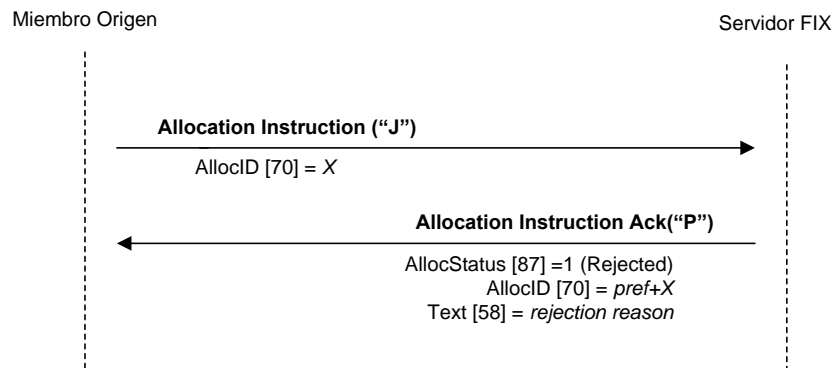 Miembro Origen
Servidor FIX
Allocation Instruction (“J”)
AllocID [70] = X
Allocation Instruction Ack(“P”)
AllocStatus [87] =1 (Rejected)
AllocID [70] = pref+X
Text [58] = rejection reason